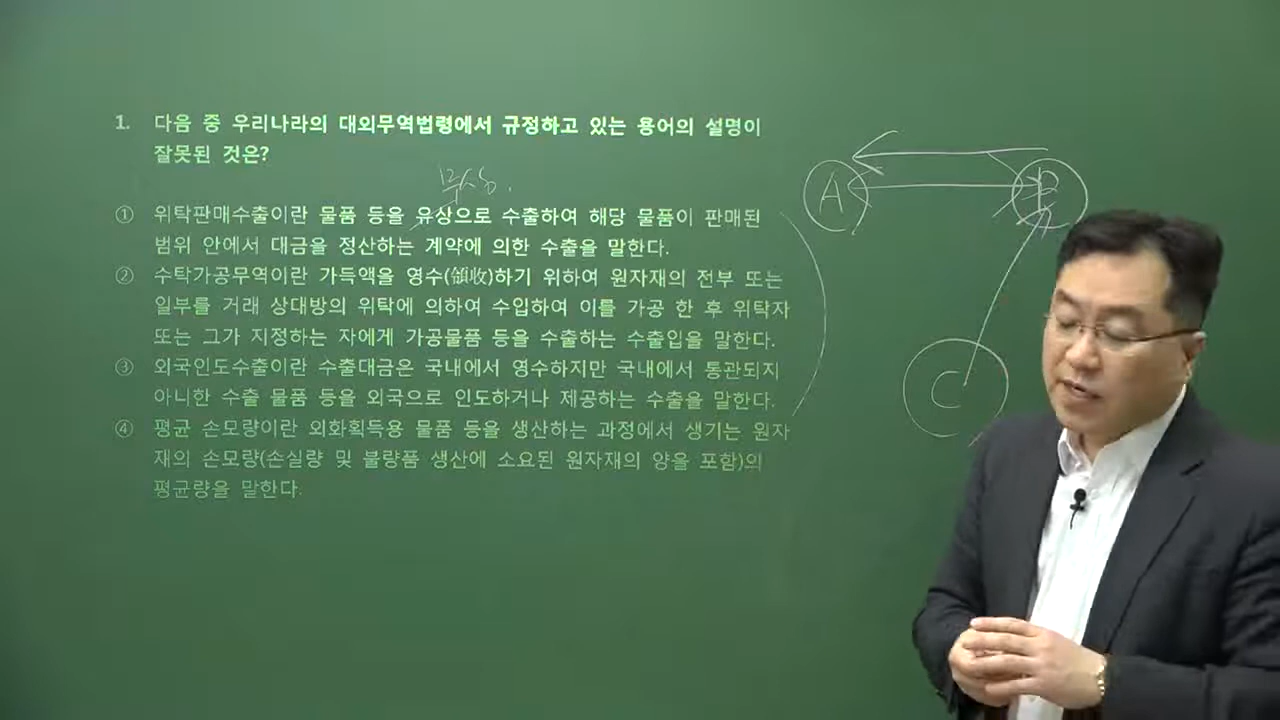 1. 다음 중 우리나라의 대외무역법령에서 규정하고 있는 용어의 설명이
잘못된 것은?
무상.
① 위탁판매수출이란 물품 등을 유상으로 수출하여 해당 물품이 판매된
범위 안에서 대금을 정산하는 계약에 의한 수출을 말한다.
② 수탁가공무역이란 가득액을 영수(領收)하기 위하여 원자재의 전부 또는
일부를 거래 상대방의 위탁에 의하여 수입하여 이를 가공 한 후 위탁자
또는 그가 지정하는 자에게 가공물품 등을 수출하는 수출입을 말한다.
③ 외국인도수출이란 수출대금은 국내에서 영수하지만 국내에서 통관되지
아니한 수출 물품 등을 외국으로 인도하거나 제공하는 수출을 말한다.
④ 평균 손모량이란 외화획득용 물품 등을 생산하는 과정에서 생기는 원자
재의 손모량(손실량 및 불량품 생산에 소요된 원자재의 양을 포함)의
평균량을 말한다.
A
B
C